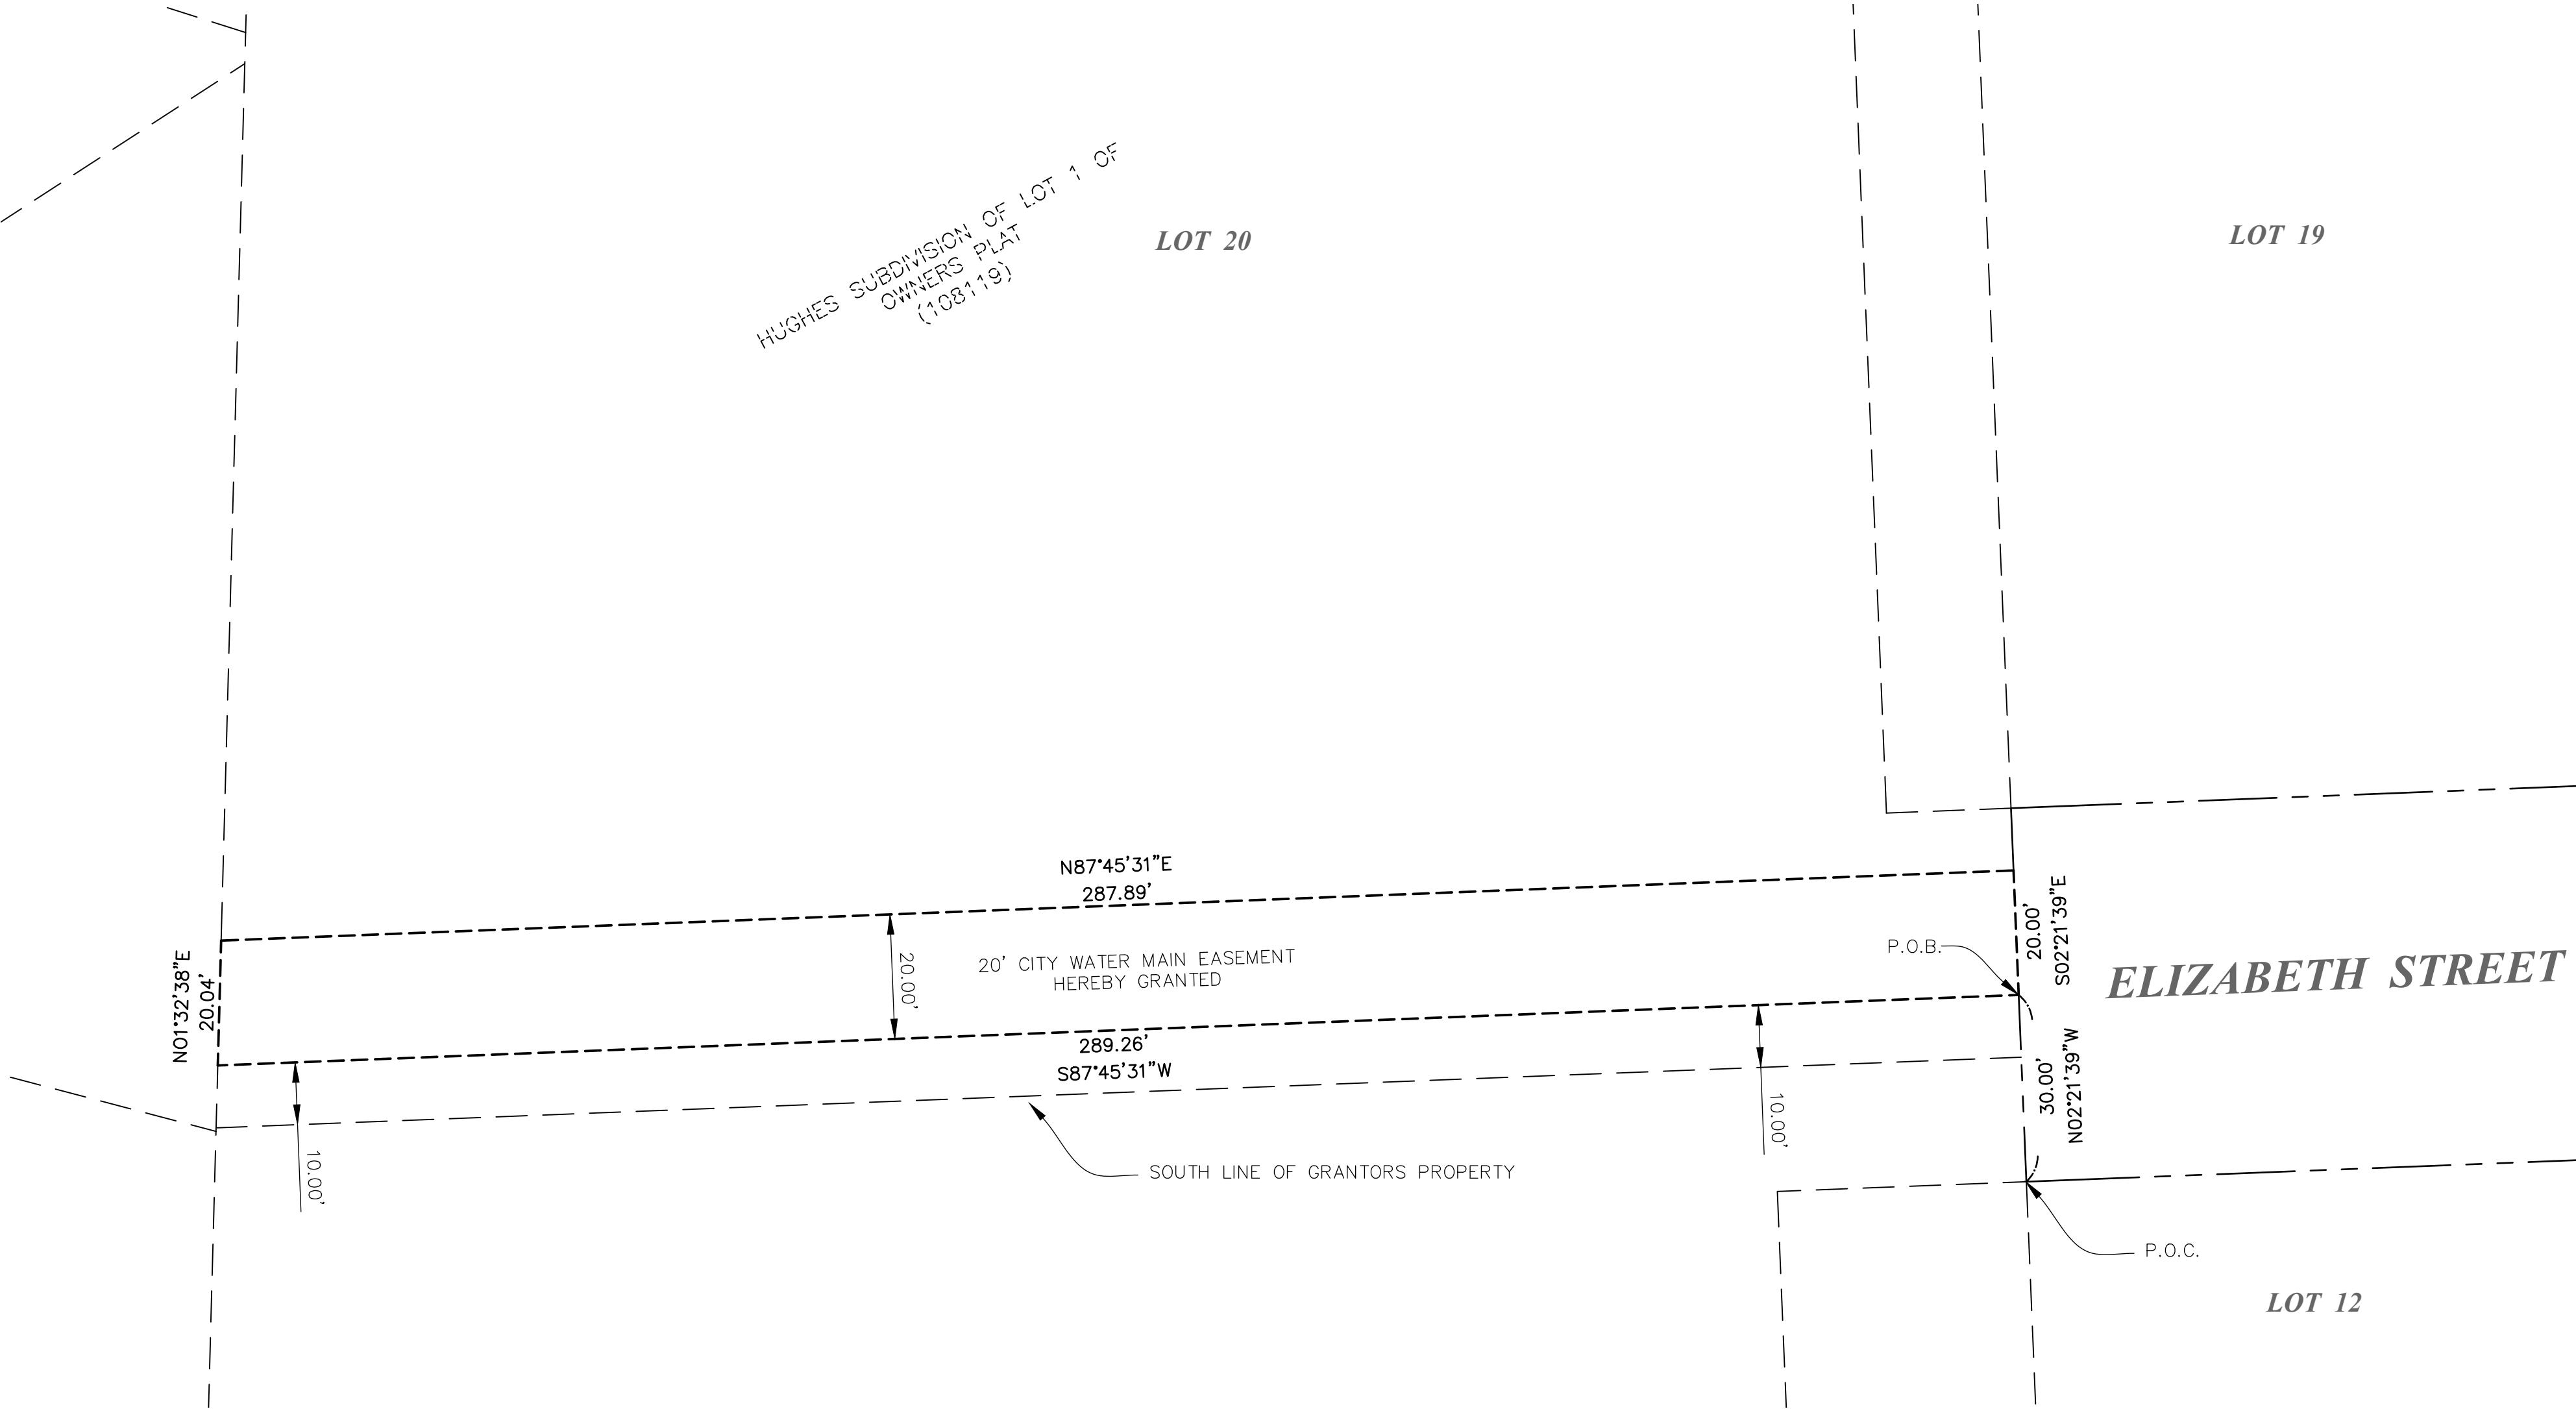 HUGHES SUBDIVISION OF LOT 1 OF
OWNERS PLAT
(108119)
LOT 20
LOT 19
N87°45'31"E
287.89'
20' CITY WATER MAIN EASEMENT
HEREBY GRANTED
20.00'
P.O.B.
20.00'
S02°21'39"E
ELIZABETH STREET
N01°32'38"E
20.04'
289.26'
S87°45'31"W
30.00'
N02°21'39"W
10.00'
10.00'
SOUTH LINE OF GRANTORS PROPERTY
P.O.C.
LOT 12